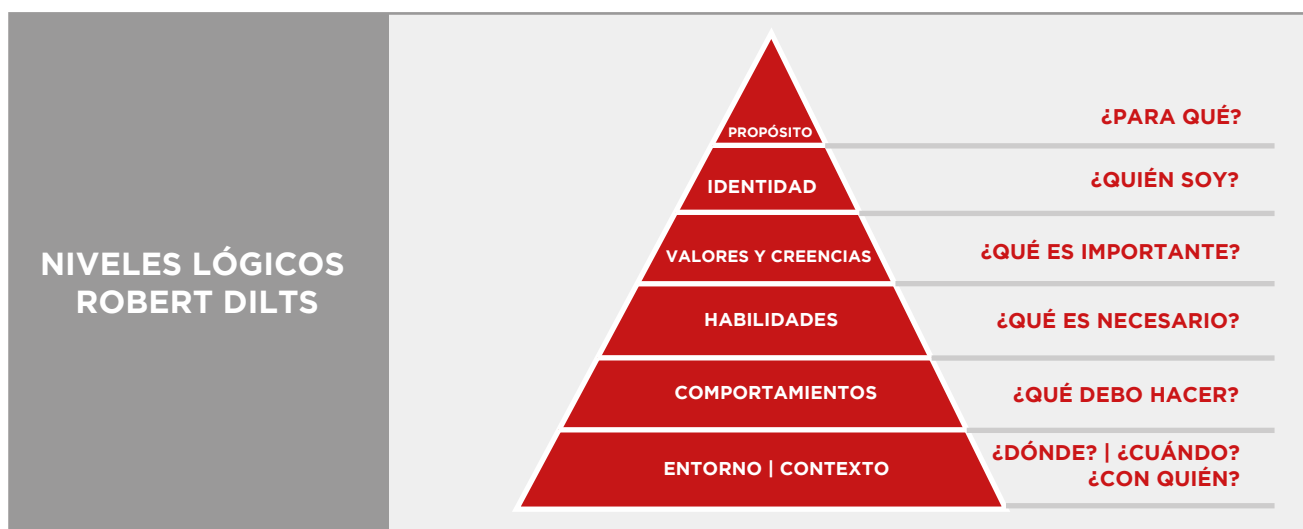 NIVELES LÓGICOS
ROBERT DILTS
PROPÓSITO
¿PARA QUÉ?
IDENTIDAD
¿QUIÉN SOY?
VALORES Y CREENCIAS
¿QUÉ ES IMPORTANTE?
HABILIDADES
¿QUÉ ES NECESARIO?
COMPORTAMIENTOS
¿QUÉ DEBO HACER?
ENTORNO | CONTEXTO
¿DÓNDE? | ¿CUÁNDO?
¿CON QUIÉN?